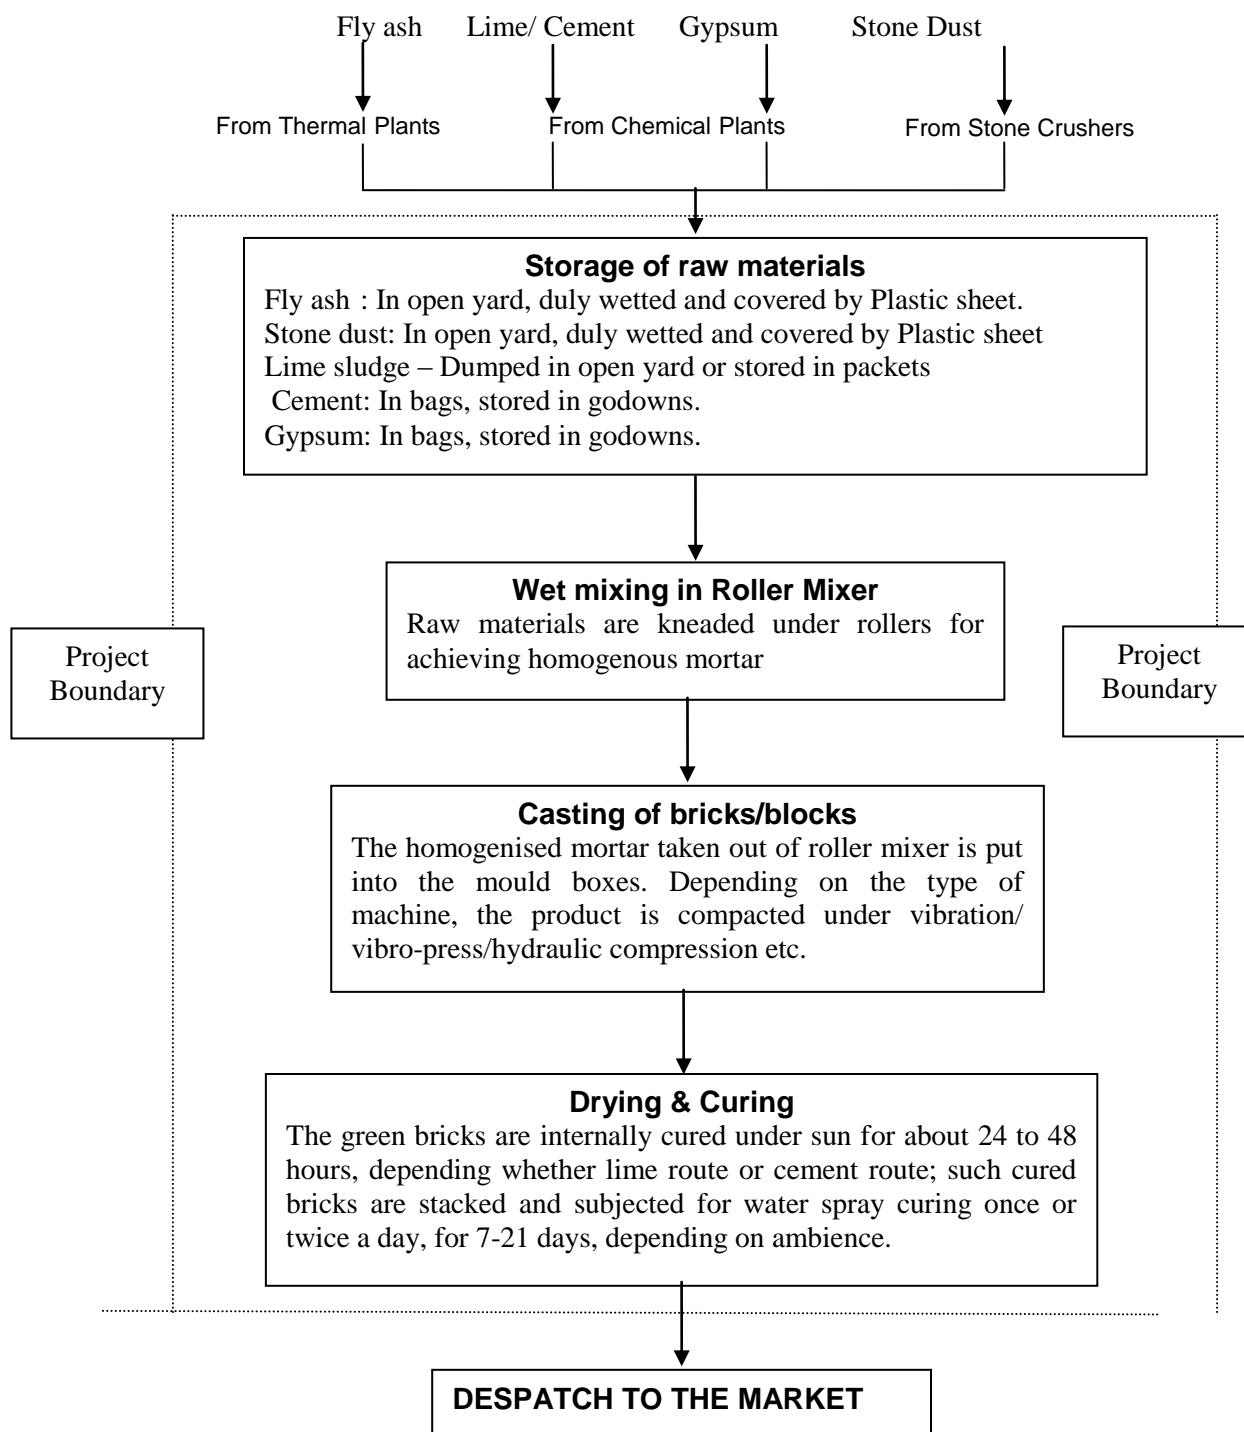 Fly ash Lime/ Cement Gypsum Stone Dust
From Thermal Plants From Chemical Plants From Stone Crushers
Storage of raw materials
Fly ash : In open yard, duly wetted and covered by Plastic sheet.
Stone dust: In open yard, duly wetted and covered by Plastic sheet
Lime sludge – Dumped in open yard or stored in packets
Cement: In bags, stored in godowns.
Gypsum: In bags, stored in godowns.
Wet mixing in Roller Mixer
Raw materials are kneaded under rollers for
achieving homogenous mortar
Project
Boundary
Project
Boundary
Casting of bricks/blocks
The homogenised mortar taken out of roller mixer is put
into the mould boxes. Depending on the type of
machine, the product is compacted under vibration/
vibro-press/hydraulic compression etc.
Drying & Curing
The green bricks are internally cured under sun for about 24 to 48
hours, depending whether lime route or cement route; such cured
bricks are stacked and subjected for water spray curing once or
twice a day, for 7-21 days, depending on ambience.
DESPATCH TO THE MARKET